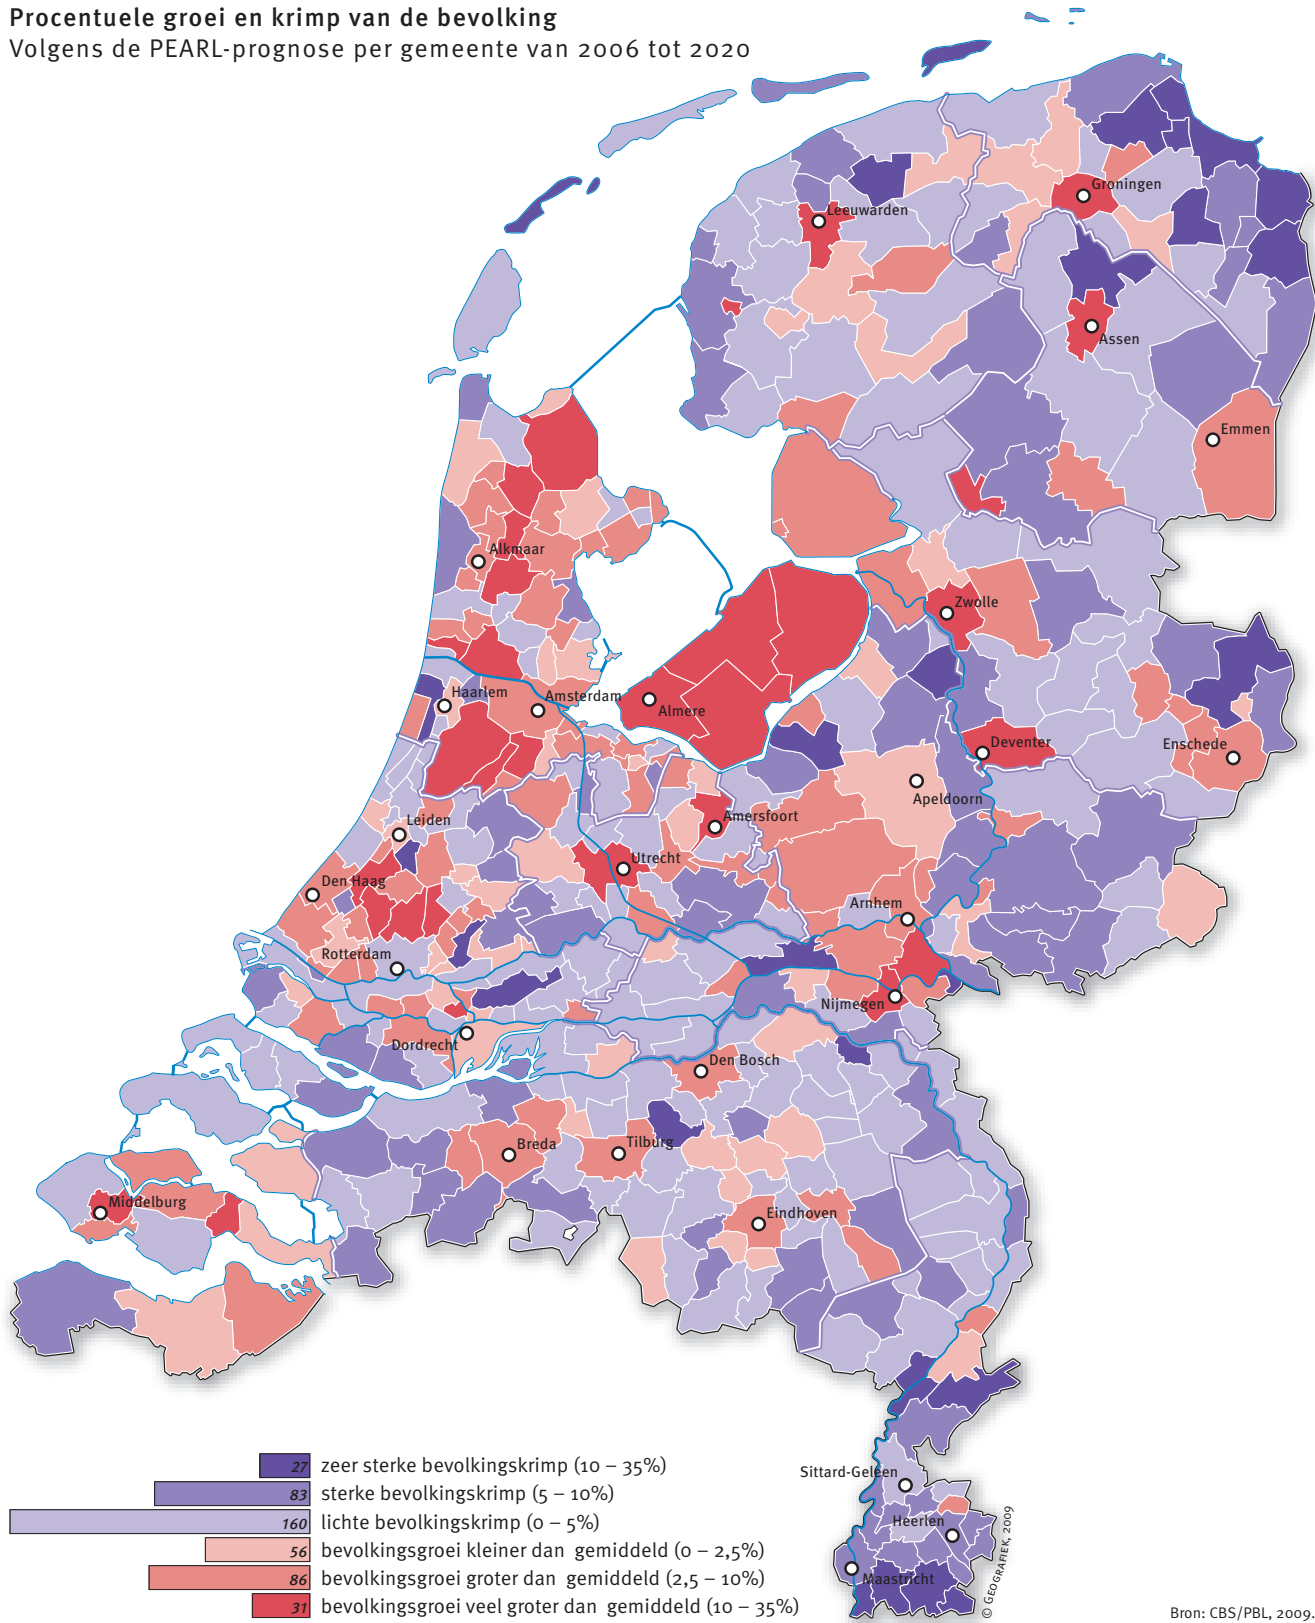 Procentuele groei en krimp van de bevolking
Volgens de PEARL-prognose per gemeente van 2006 tot 2020
Groningen
Leeuwarden
Assen
Emmen
Alkmaar
Zwolle
Haarlem
Amsterdam
Almere
Deventer
Enschede
Apeldoorn
Leiden
Amersfoort
Utrecht
Den Haag
Arnhem
Rotterdam
Nijmegen
Dordrecht
Den Bosch
Breda
Tilburg
Middelburg
Eindhoven
Sittard-Geleen
Heerlen
Maastricht
27 zeer sterke bevolkingskrimp (10 – 35%)
83 sterke bevolkingskrimp (5 – 10%)
160 lichte bevolkingskrimp (0 – 5%)
56 bevolkingsgroei kleiner dan gemiddeld (0 – 2,5%)
86 bevolkingsgroei groter dan gemiddeld (2,5 – 10%)
31 bevolkingsgroei veel groter dan gemiddeld (10 – 35%)
© GEOGRAFIEK, 2009
Bron: CBS/PBL, 2009.